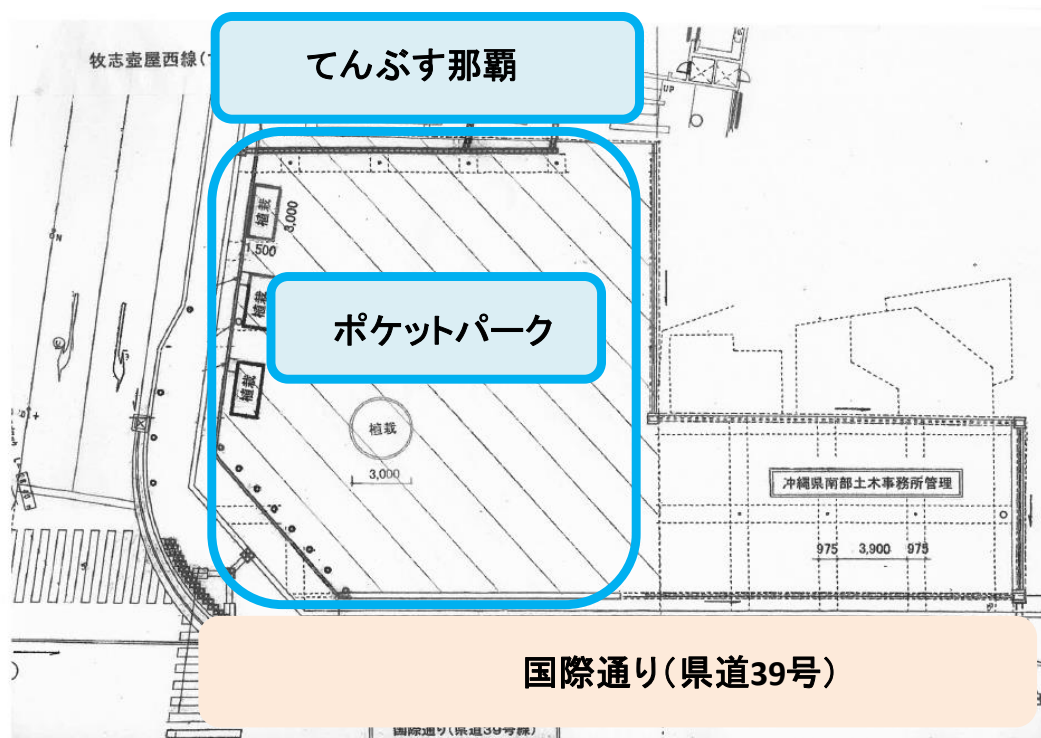 牧志壺屋西線(
てんぶす那覇
UP
植栽
3,000
1,500
植栽
ポケットパーク
植栽
植栽
3,000
沖縄県南部土木事務所管理
975 3,900 975
国際通り(県道39号)
国際通り(県道39号線)